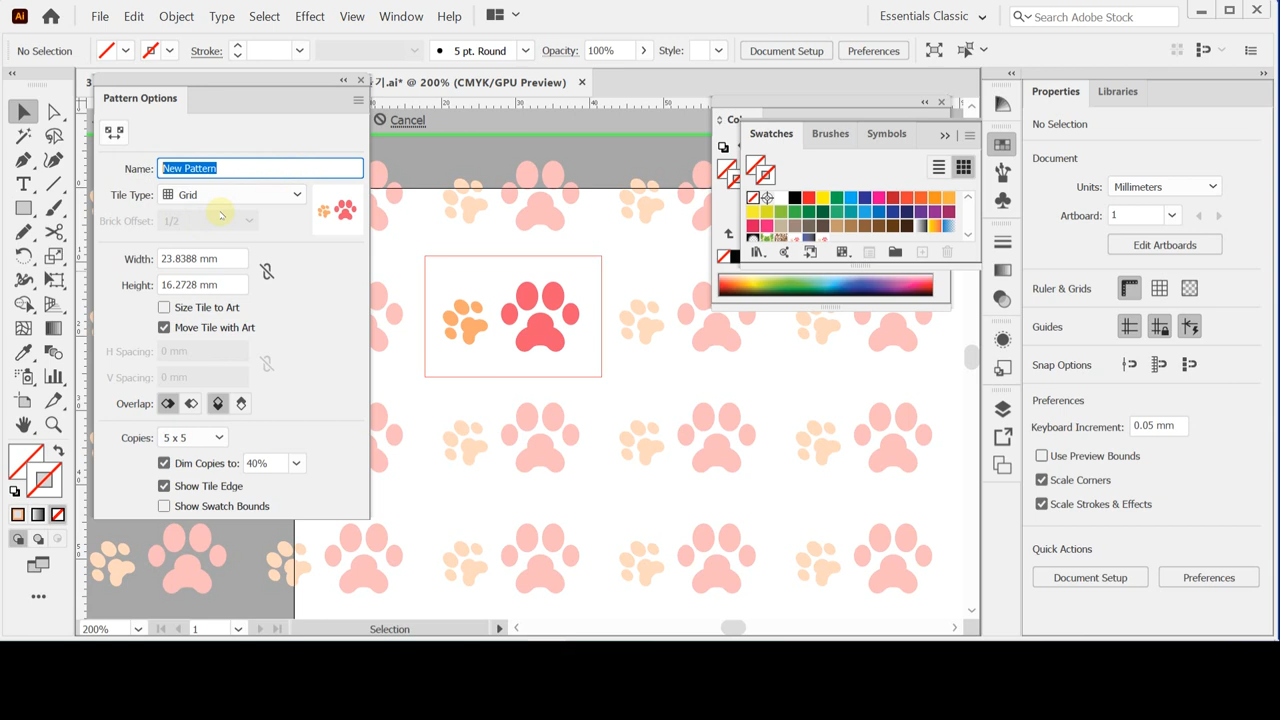 Ai File Edit Object Type Select Effect View Window Help Essentials Classic Search Adobe Stock
No Selection Stroke: 5 pt. Round Opacity: 100% Style: Document Setup Preferences
기.ai* @ 200% (CMYK/GPU Preview)
Cancel
Pattern Options
Name: New Pattern
Tile Type: Grid
Brick Offset: 1/2
Width: 23.8388 mm
Height: 16.2728 mm
Size Tile to Art
Move Tile with Art
H Spacing: 0 mm
V Spacing: 0 mm
Overlap:
Copies: 5 x 5
Dim Copies to: 40%
Show Tile Edge
Show Swatch Bounds
30 40 50
Swatches Brushes Symbols
Properties Libraries
No Selection
Document
Units: Millimeters
Artboard: 1
Edit Artboards
Ruler & Grids
Guides
Snap Options
Preferences
Keyboard Increment: 0.05 mm
Use Preview Bounds
Scale Corners
Scale Strokes & Effects
Quick Actions
Document Setup Preferences
200% 1 Selection